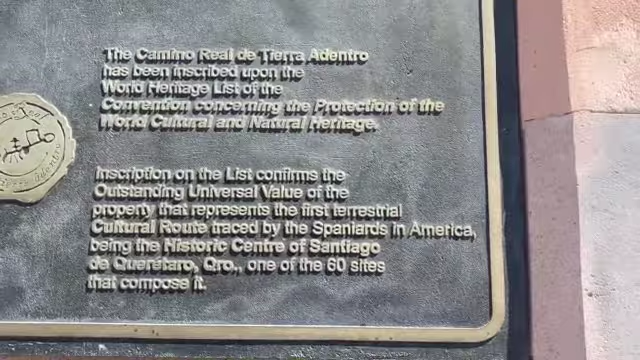 The Camino Real de Tierra Adentro
has been inscribed upon the
World Heritage List of the
Convention concerning the Protection of the
World Cultural and Natural Heritage.
Inscription on the List confirms the
Outstanding Universal Value of the
property that represents the first terrestrial
Cultural Route traced by the Spaniards in America,
being the Historic Centre of Santiago
de Querétaro, Qro., one of the 60 sites
that compose it.